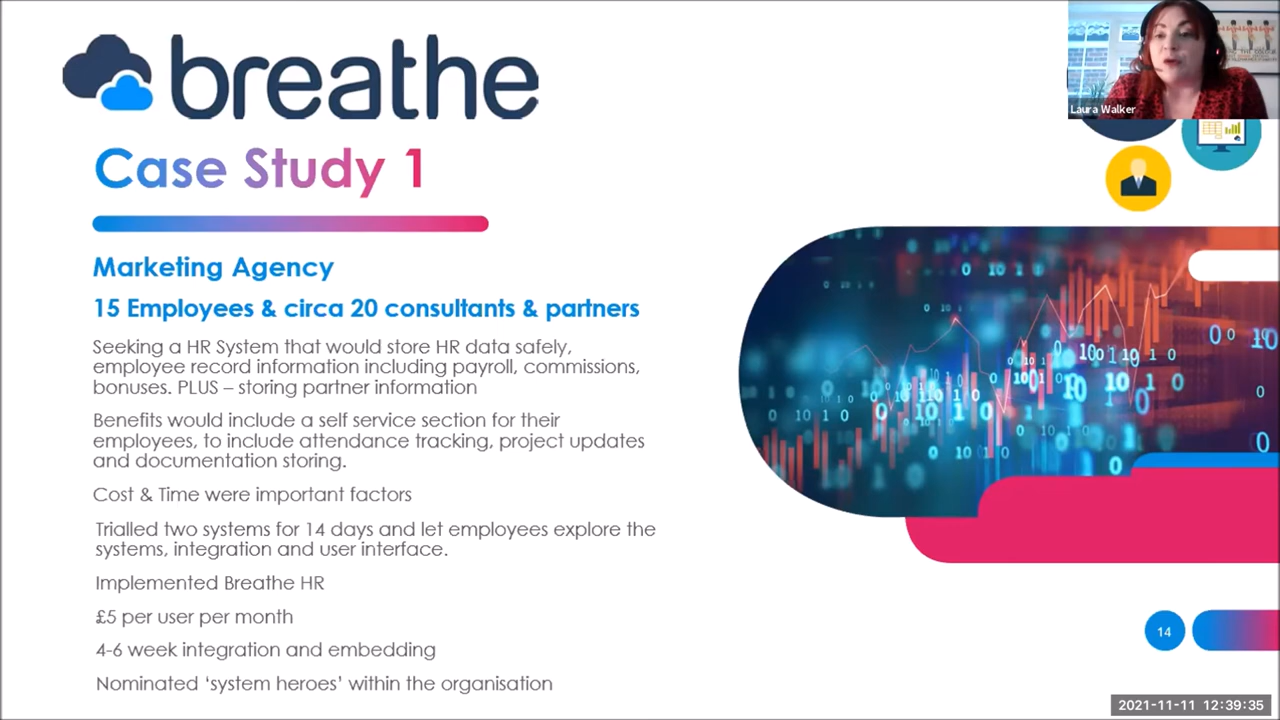 breathe
Laura Walker
Case Study 1
Marketing Agency
15 Employees & circa 20 consultants & partners
Seeking a HR System that would store HR data safely,
employee record information including payroll, commissions,
bonuses. PLUS – storing partner information
Benefits would include a self service section for their
employees, to include attendance tracking, project updates
and documentation storing.
Cost & Time were important factors
Trialled two systems for 14 days and let employees explore the
systems, integration and user interface.
Implemented Breathe HR
£5 per user per month
4-6 week integration and embedding
Nominated ‘system heroes’ within the organisation
14
2021-11-11 12:39:35